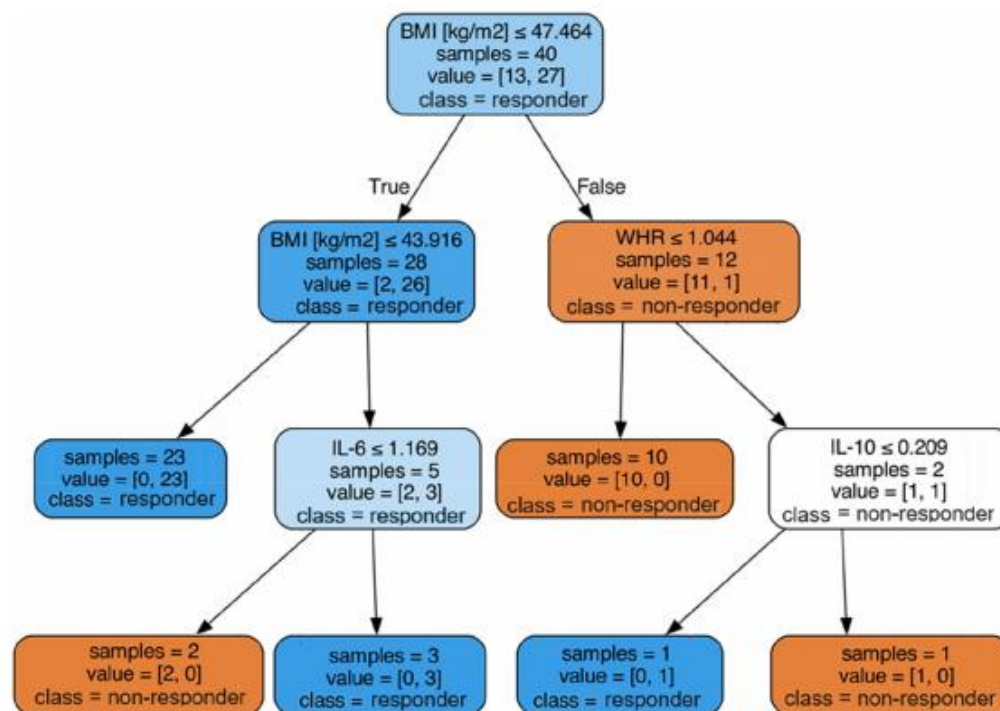 BMI [kg/m2] ≤ 47.464
samples = 40
value = [13, 27]
class = responder
True
False
BMI [kg/m2] ≤ 43.916
samples = 28
value = [2, 26]
class = responder
WHR ≤ 1.044
samples = 12
value = [11, 1]
class = non-responder
samples = 23
value = [0, 23]
class = responder
IL-6 ≤ 1.169
samples = 5
value = [2, 3]
class = responder
samples = 10
value = [10, 0]
class = non-responder
IL-10 ≤ 0.209
samples = 2
value = [1, 1]
class = non-responder
samples = 2
value = [2, 0]
class = non-responder
samples = 3
value = [0, 3]
class = responder
samples = 1
value = [0, 1]
class = responder
samples = 1
value = [1, 0]
class = non-responder